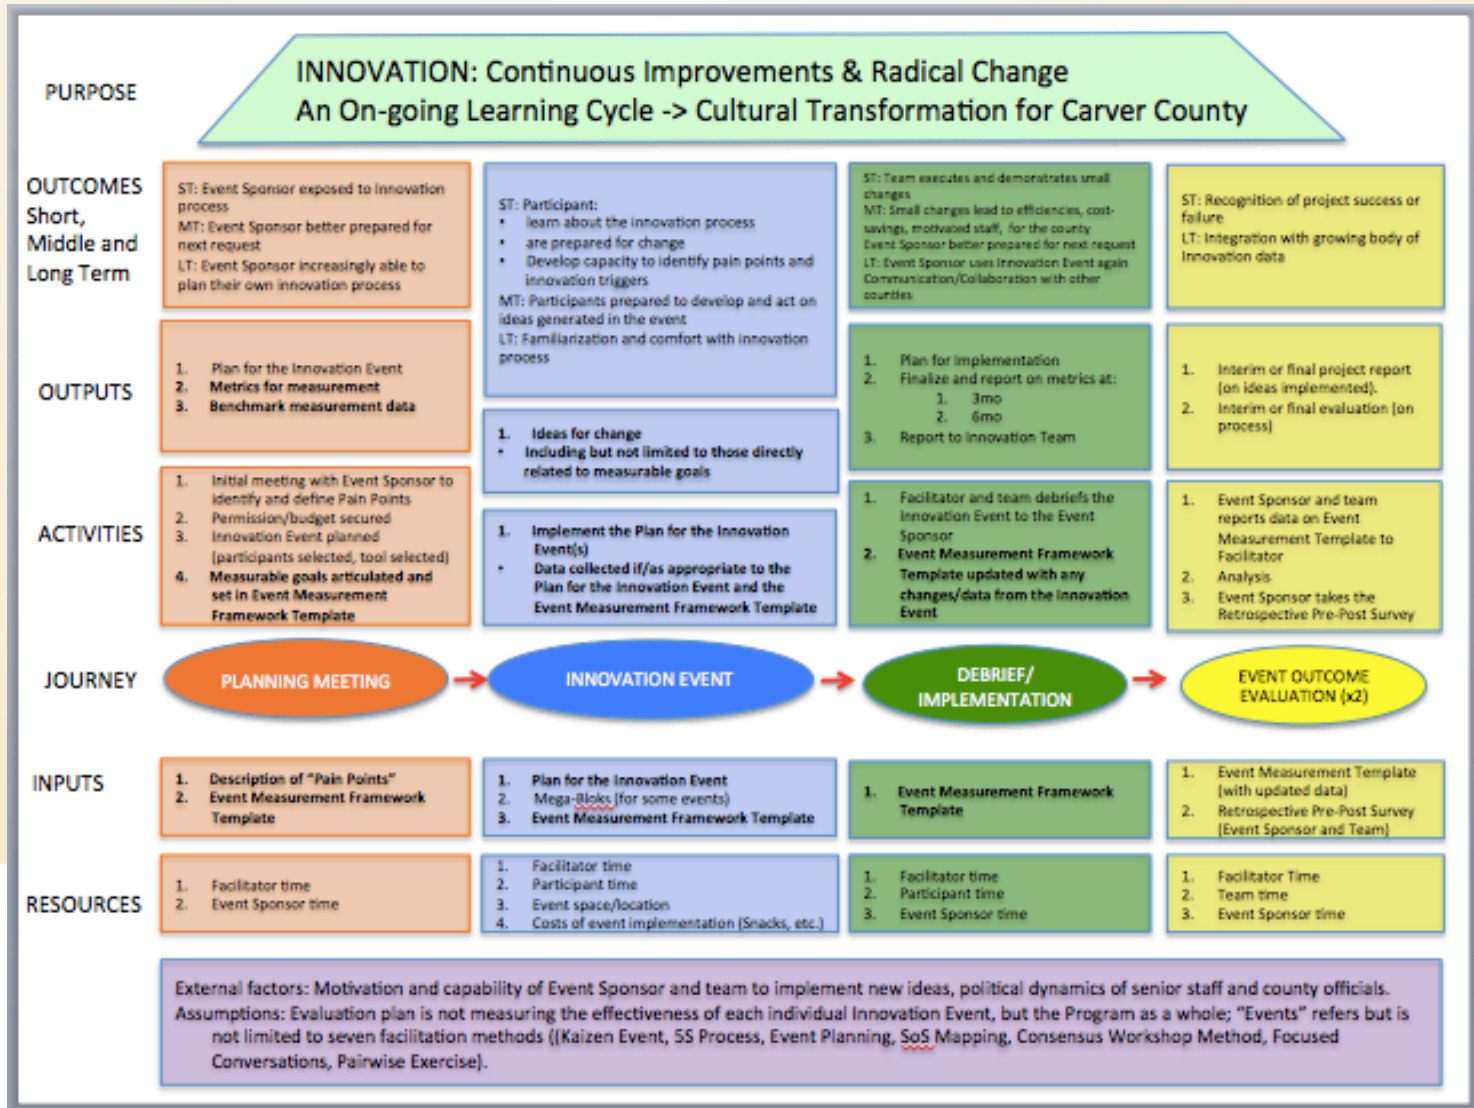 PURPOSE
INNOVATION: Continuous Improvements & Radical Change
An On-going Learning Cycle -> Cultural Transformation for Carver County
OUTCOMES
Short,
Middle and
Long Term
ST: Event Sponsor exposed to Innovation
process
MT: Event Sponsor better prepared for
next request
LT: Event Sponsor increasingly able to
plan their own innovation process
ST: Participant:
• learn about the innovation process
• are prepared for change
• Develop capacity to identify pain points and
innovation triggers
MT: Participants prepared to develop and act on
ideas generated in the event
LT: Familiarization and comfort with innovation
process
ST: Team executes and demonstrates small
changes
MT: Small changes lead to efficiencies, cost-
savings, motivated staff, for the county
Event Sponsor better prepared for next request
LT: Event Sponsor uses Innovation Event again
Communication/Collaboration with other
counties
ST: Recognition of project success or
failure
LT: Integration with growing body of
Innovation data
OUTPUTS
1. Plan for the Innovation Event
2. Metrics for measurement
3. Benchmark measurement data
1. Ideas for change
• Including but not limited to those directly
related to measurable goals
1. Plan for Implementation
2. Finalize and report on metrics at:
1. 3mo
2. 6mo
3. Report to Innovation Team
1. Interim or final project report
(on ideas implemented).
2. Interim or final evaluation (on
process)
ACTIVITIES
1. Initial meeting with Event Sponsor to
identify and define Pain Points
2. Permission/budget secured
3. Innovation Event planned
(participants selected, tool selected)
4. Measurable goals articulated and
set in Event Measurement
Framework Template
1. Implement the Plan for the Innovation
Event(s)
• Data collected if/as appropriate to the
Plan for the Innovation Event and the
Event Measurement Framework Template
1. Facilitator and team debriefs the
Innovation Event to the Event
Sponsor
2. Event Measurement Framework
Template updated with any
changes/data from the Innovation
Event
1. Event Sponsor and team
reports data on Event
Measurement Template to
Facilitator
2. Analysis
3. Event Sponsor takes the
Retrospective Pre-Post Survey
JOURNEY
PLANNING MEETING
INNOVATION EVENT
DEBRIEF/
IMPLEMENTATION
EVENT OUTCOME
EVALUATION (x2)
INPUTS
1. Description of "Pain Points"
2. Event Measurement Framework
Template
1. Plan for the Innovation Event
2. Mega-Bloks (for some events)
3. Event Measurement Framework Template
1. Event Measurement Framework
Template
1. Event Measurement Template
(with updated data)
2. Retrospective Pre-Post Survey
(Event Sponsor and Team)
RESOURCES
1. Facilitator time
2. Event Sponsor time
1. Facilitator time
2. Participant time
3. Event space/location
4. Costs of event implementation (Snacks, etc.)
1. Facilitator time
2. Participant time
3. Event Sponsor time
1. Facilitator Time
2. Team time
3. Event Sponsor time
External factors: Motivation and capability of Event Sponsor and team to implement new ideas, political dynamics of senior staff and county officials.
Assumptions: Evaluation plan is not measuring the effectiveness of each individual Innovation Event, but the Program as a whole; "Events" refers but is
not limited to seven facilitation methods ((Kaizen Event, 5S Process, Event Planning, SoS Mapping, Consensus Workshop Method, Focused
Conversations, Pairwise Exercise).